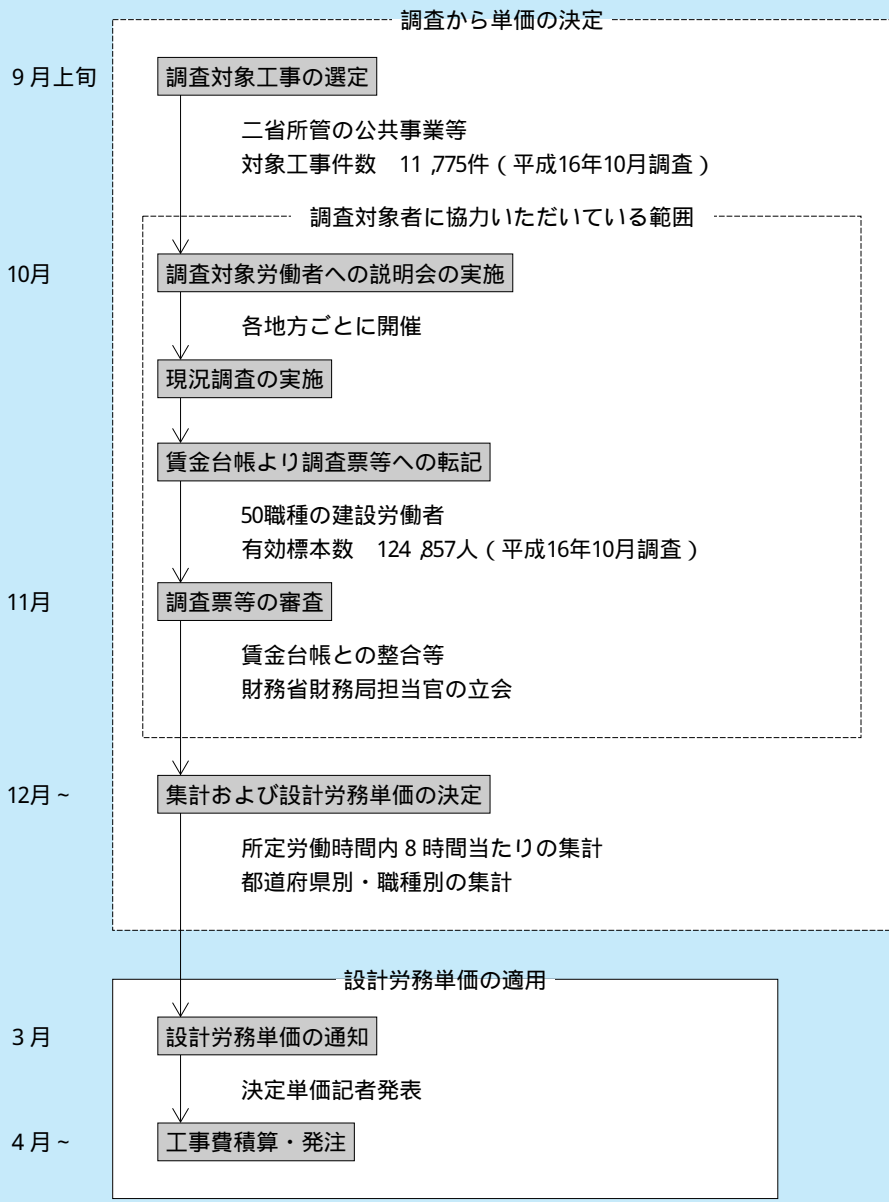 調査から単価の決定
9月上旬 調査対象工事の選定
二省所管の公共事業等
対象工事件数 11,775件(平成16年10月調査)
調査対象者に協力いただいている範囲
10月 調査対象労働者への説明会の実施
各地方ごとに開催
現況調査の実施
賃金台帳より調査票等への転記
50職種の建設労働者
有効標本数 124,857人(平成16年10月調査)
11月 調査票等の審査
賃金台帳との整合等
財務省財務局担当官の立会
12月~ 集計および設計労務単価の決定
所定労働時間内8時間当たりの集計
都道府県別・職種別の集計
設計労務単価の適用
3月 設計労務単価の通知
決定単価記者発表
4月~ 工事費積算・発注